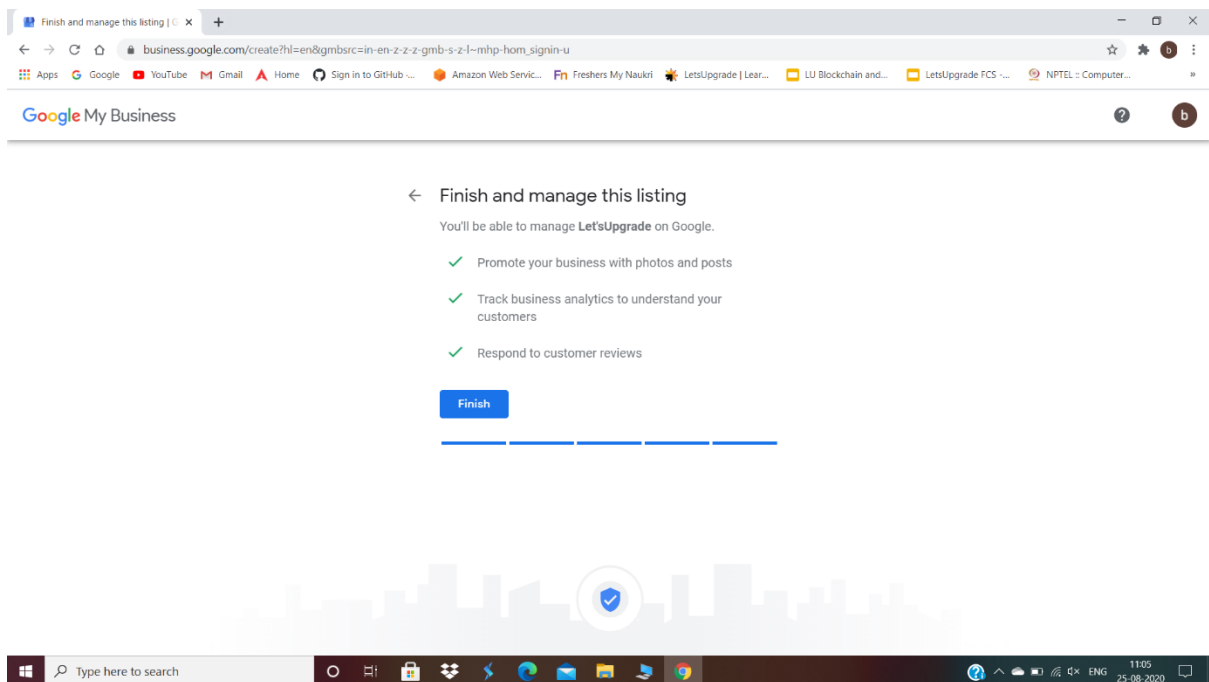 Finish and manage this listing | G
business.google.com/create?hl=en&gmbsrc=in-en-z-z-z-gmb-s-z-l~mhp-hom_signin-u
b
Apps Google YouTube Gmail Home Sign in to GitHub ·... Amazon Web Servic... Fn Freshers My Naukri LetsUpgrade | Lear... LU Blockchain and... LetsUpgrade FCS -... NPTEL :: Computer... »
Google My Business
?
b
Finish and manage this listing
You'll be able to manage Let'sUpgrade on Google.
Promote your business with photos and posts
Track business analytics to understand your
customers
Respond to customer reviews
Finish
Type here to search
ENG
11:05
25-08-2020